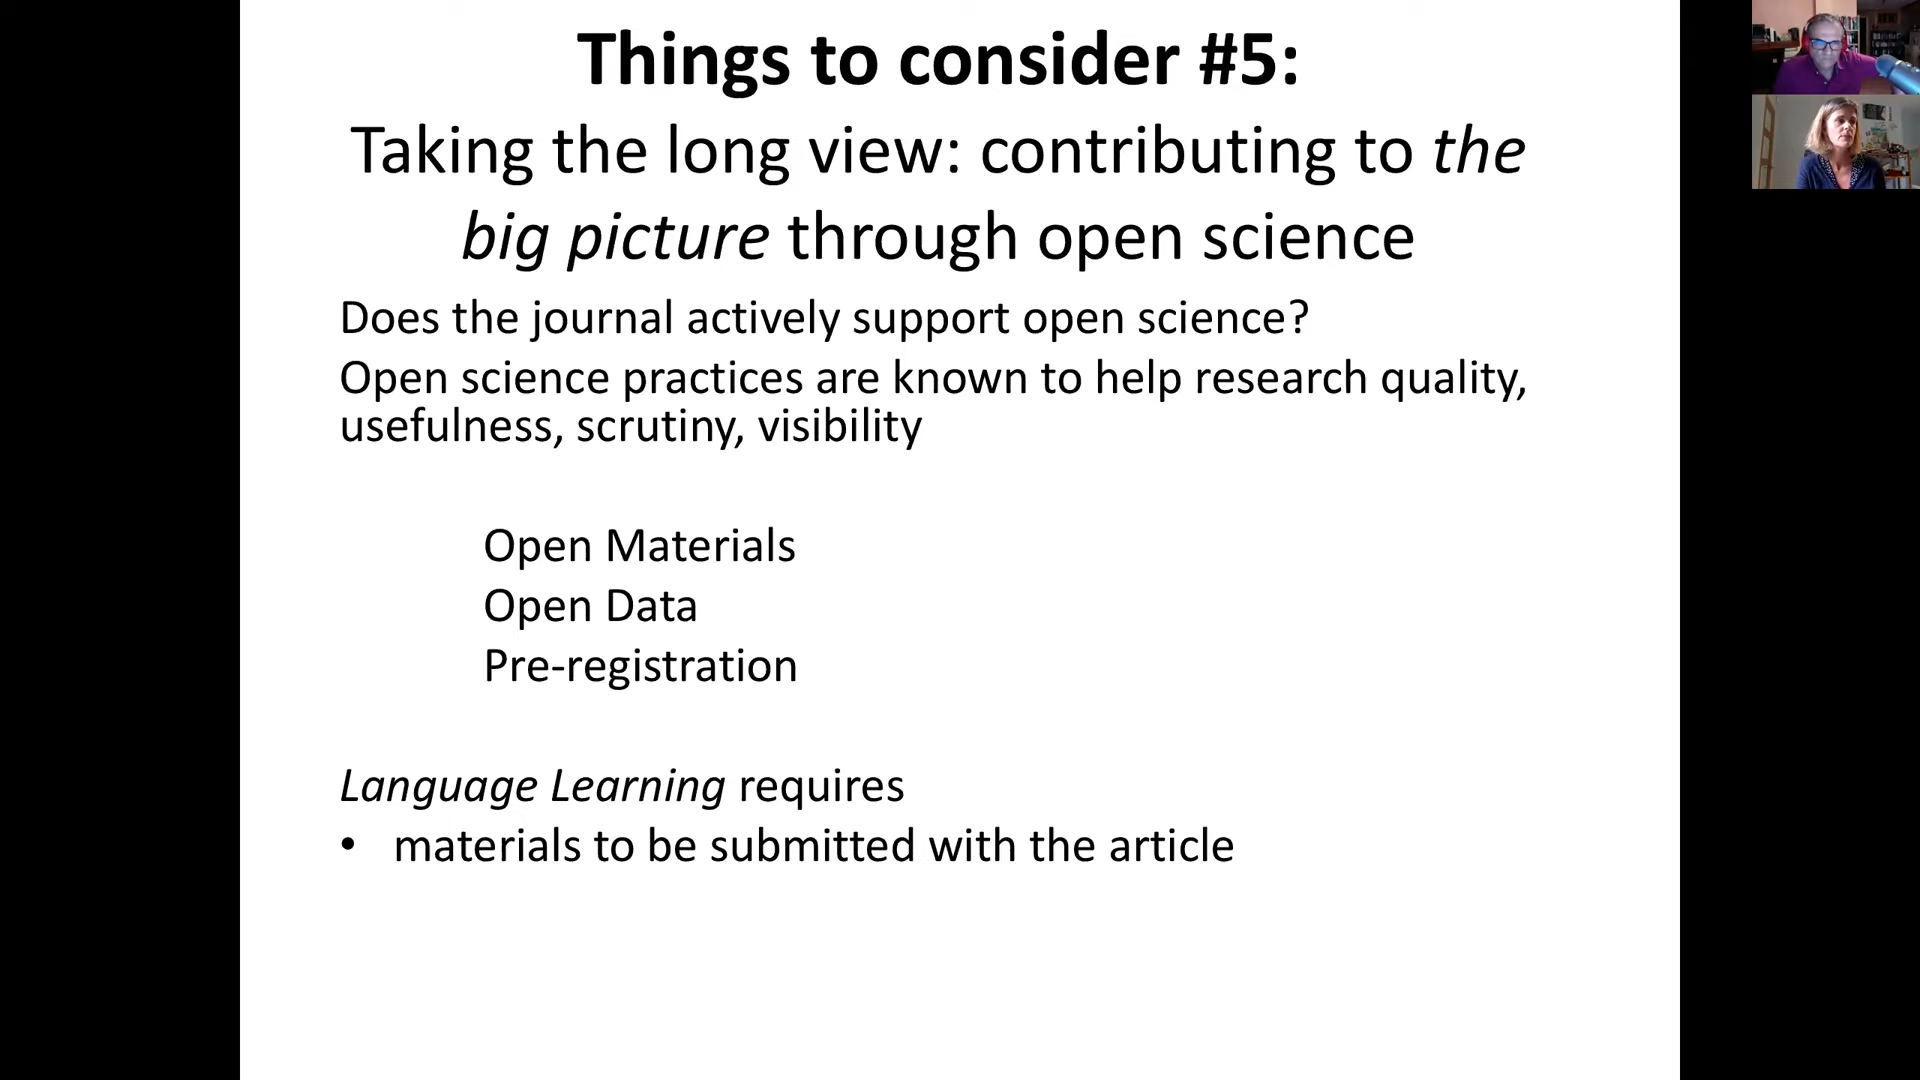 Things to consider #5:
Taking the long view: contributing to the
big picture through open science
Does the journal actively support open science?
Open science practices are known to help research quality,
usefulness, scrutiny, visibility
Open Materials
Open Data
Pre-registration
Language Learning requires
• materials to be submitted with the article